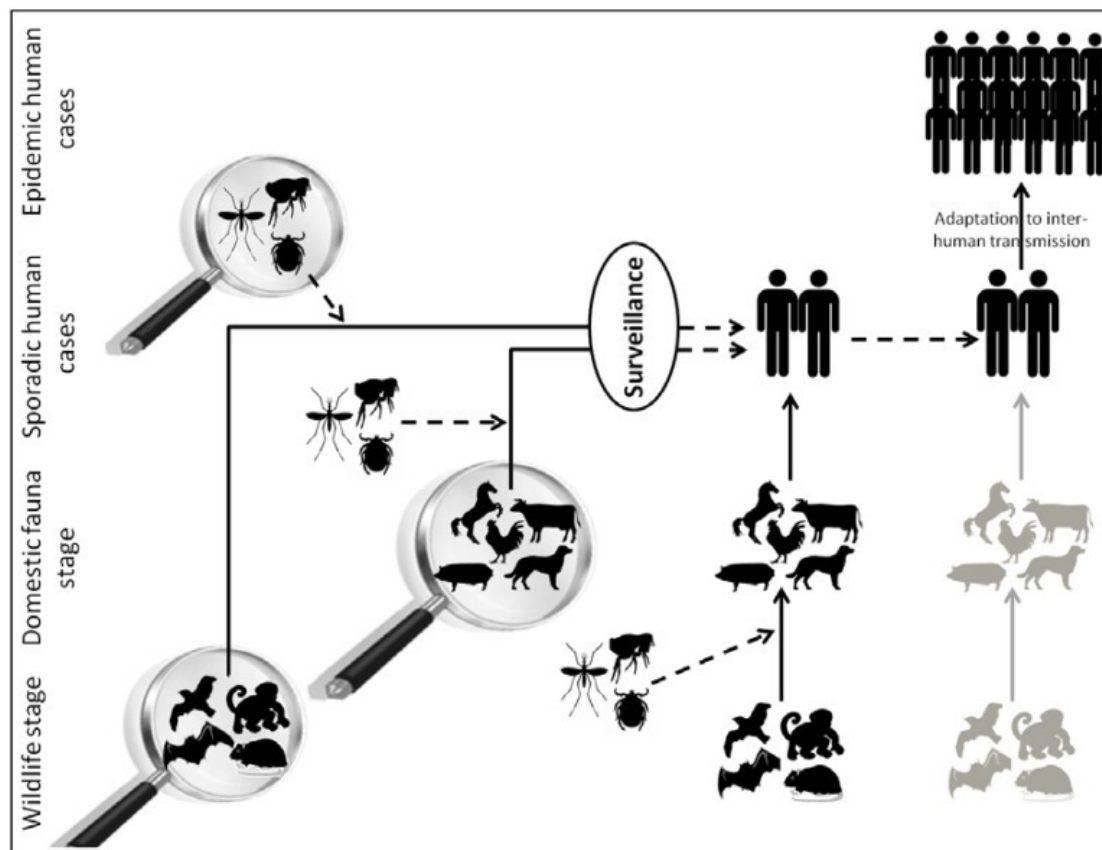 Epidemic human
cases
Sporadic human
cases
Domestic fauna
stage
Wildlife stage
Surveillance
Adaptation to inter-
human transmission